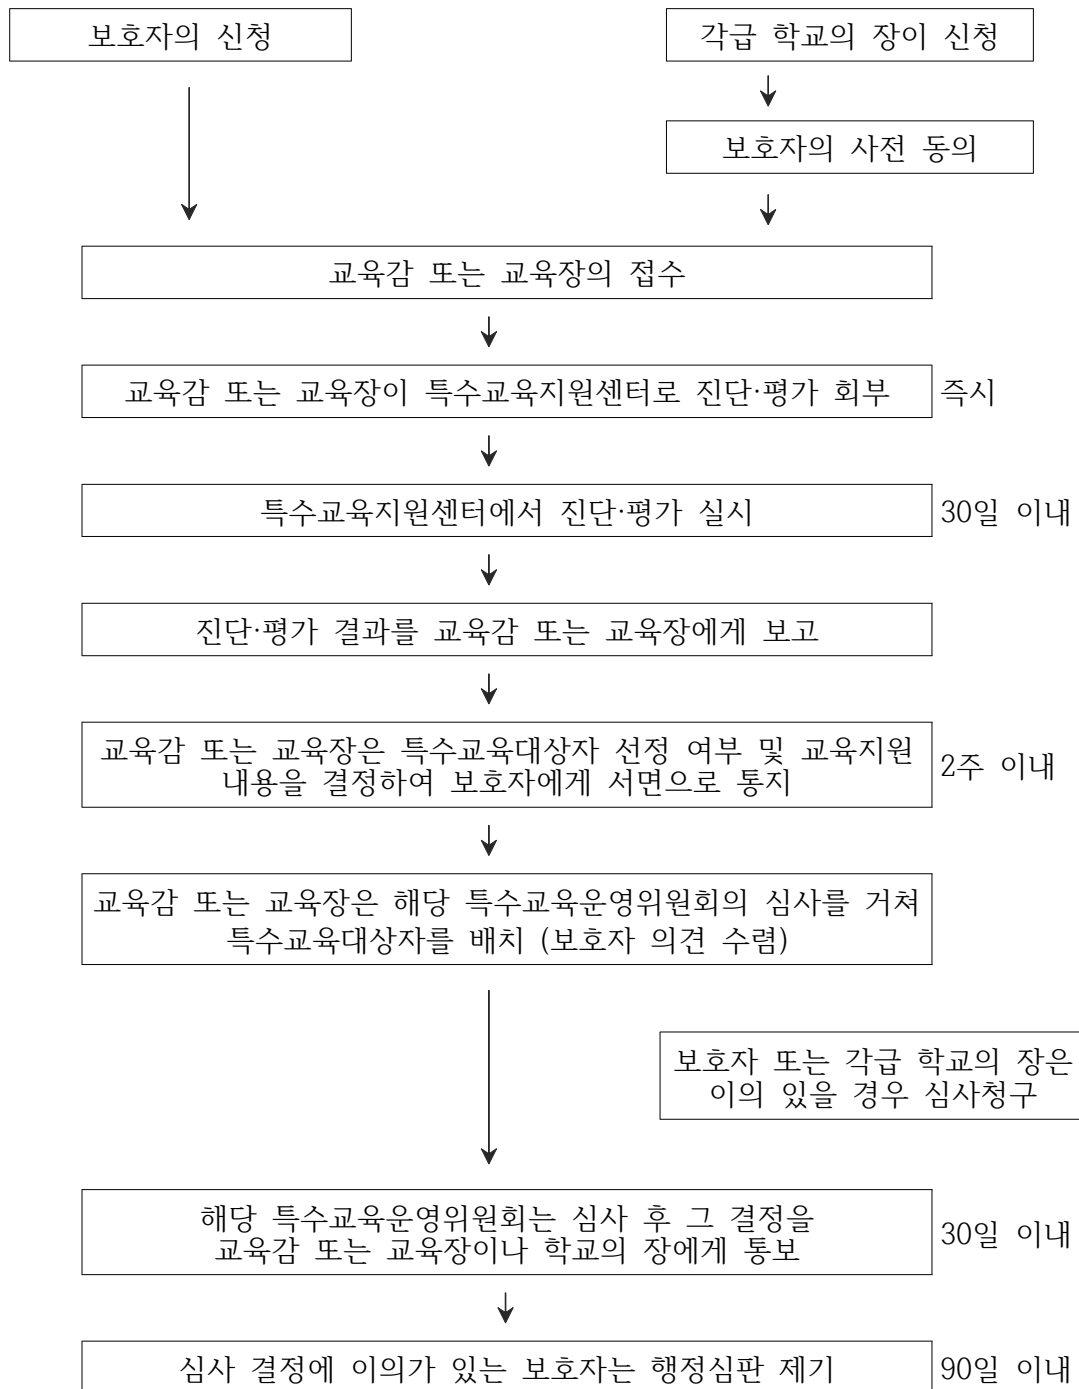 보호자의 신청
각급 학교의 장이 신청
보호자의 사전 동의
교육감 또는 교육장의 접수
교육감 또는 교육장이 특수교육지원센터로 진단·평가 회부
즉시
특수교육지원센터에서 진단·평가 실시
30일 이내
진단·평가 결과를 교육감 또는 교육장에게 보고
교육감 또는 교육장은 특수교육대상자 선정 여부 및 교육지원
내용을 결정하여 보호자에게 서면으로 통지
2주 이내
교육감 또는 교육장은 해당 특수교육운영위원회의 심사를 거쳐
특수교육대상자를 배치 (보호자 의견 수렴)
보호자 또는 각급 학교의 장은
이의 있을 경우 심사청구
해당 특수교육운영위원회는 심사 후 그 결정을
교육감 또는 교육장이나 학교의 장에게 통보
30일 이내
심사 결정에 이의가 있는 보호자는 행정심판 제기
90일 이내